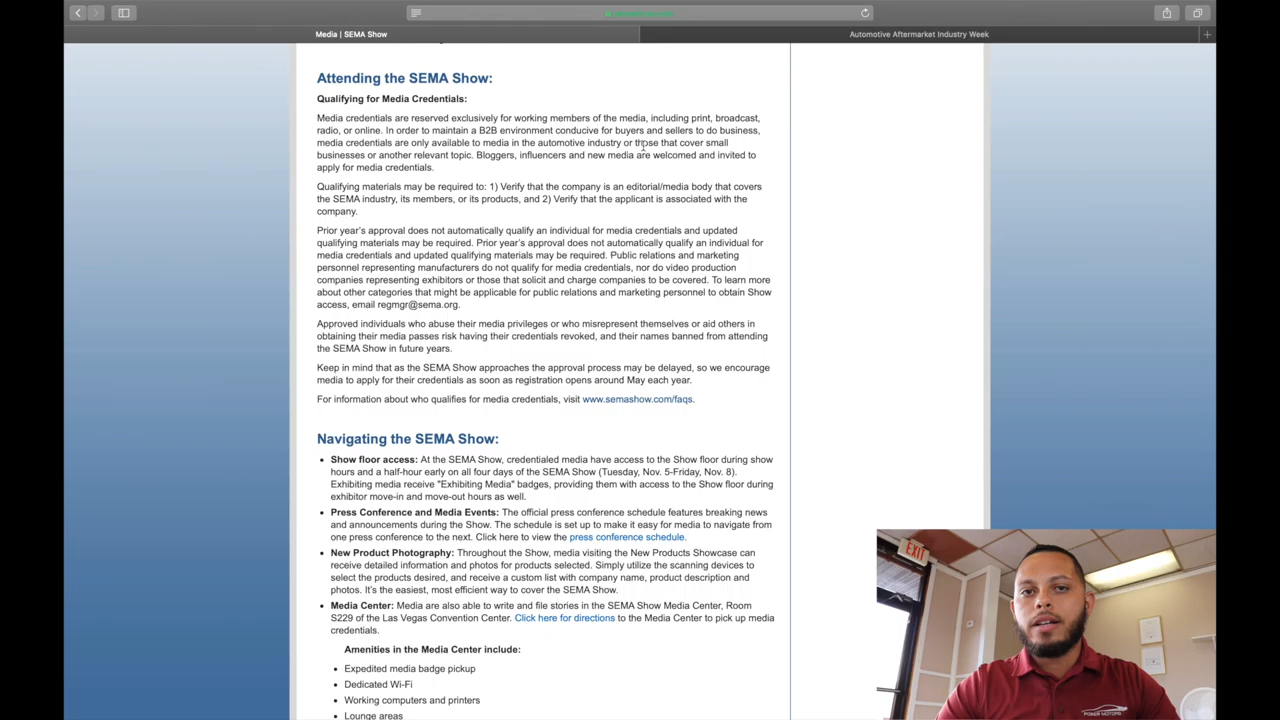 Media | SEMA Show
Automotive Aftermarket Industry Week
Attending the SEMA Show:
Qualifying for Media Credentials:
Media credentials are reserved exclusively for working members of the media, including print, broadcast,
radio, or online. In order to maintain a B2B environment conducive for buyers and sellers to do business,
media credentials are only available to media in the automotive industry or those that cover small
businesses or another relevant topic. Bloggers, influencers and new media are welcomed and invited to
apply for media credentials.
Qualifying materials may be required to: 1) Verify that the company is an editorial/media body that covers
the SEMA industry, its members, or its products, and 2) Verify that the applicant is associated with the
company.
Prior year's approval does not automatically qualify an individual for media credentials and updated
qualifying materials may be required. Prior year's approval does not automatically qualify an individual for
media credentials and updated qualifying materials may be required. Public relations and marketing
personnel representing manufacturers do not qualify for media credentials, nor do video production
companies representing exhibitors or those that solicit and charge companies to be covered. To learn more
about other categories that might be applicable for public relations and marketing personnel to obtain Show
access, email regmgr@sema.org.
Approved individuals who abuse their media privileges or who misrepresent themselves or aid others in
obtaining their media passes risk having their credentials revoked, and their names banned from attending
the SEMA Show in future years.
Keep in mind that as the SEMA Show approaches the approval process may be delayed, so we encourage
media to apply for their credentials as soon as registration opens around May each year.
For information about who qualifies for media credentials, visit www.semashow.com/faqs.
Navigating the SEMA Show:
• Show floor access: At the SEMA Show, credentialed media have access to the Show floor during show
hours and a half-hour early on all four days of the SEMA Show (Tuesday, Nov. 5-Friday, Nov. 8).
Exhibiting media receive "Exhibiting Media" badges, providing them with access to the Show floor during
exhibitor move-in and move-out hours as well.
• Press Conference and Media Events: The official press conference schedule features breaking news
and announcements during the Show. The schedule is set up to make it easy for media to navigate from
one press conference to the next. Click here to view the press conference schedule.
• New Product Photography: Throughout the Show, media visiting the New Products Showcase can
receive detailed information and photos for products selected. Simply utilize the scanning devices to
select the products desired, and receive a custom list with company name, product description and
photos. It's the easiest, most efficient way to cover the SEMA Show.
• Media Center: Media are also able to write and file stories in the SEMA Show Media Center, Room
S229 of the Las Vegas Convention Center. Click here for directions to the Media Center to pick up media
credentials.
Amenities in the Media Center include:
• Expedited media badge pickup
• Dedicated Wi-Fi
• Working computers and printers
• Lounge areas
EXIT
POKER MOTORS